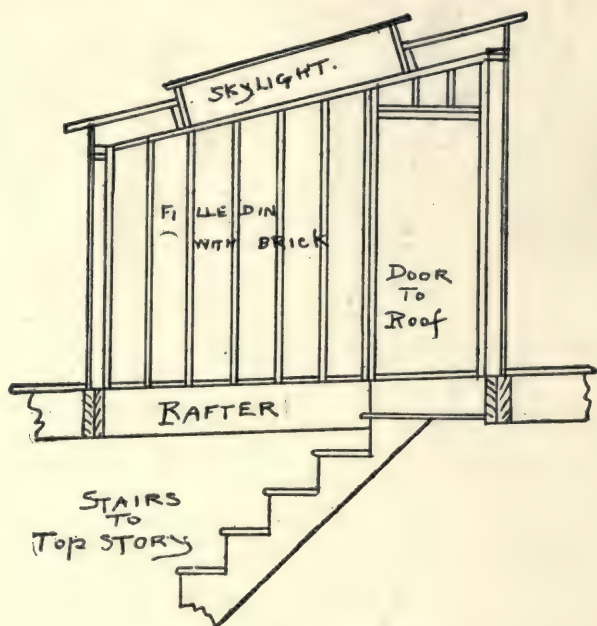 SKYLIGHT.
FILLED IN
WITH BRICK
DOOR
TO
ROOF
RAFTER
STAIRS
TO
TOP STORY